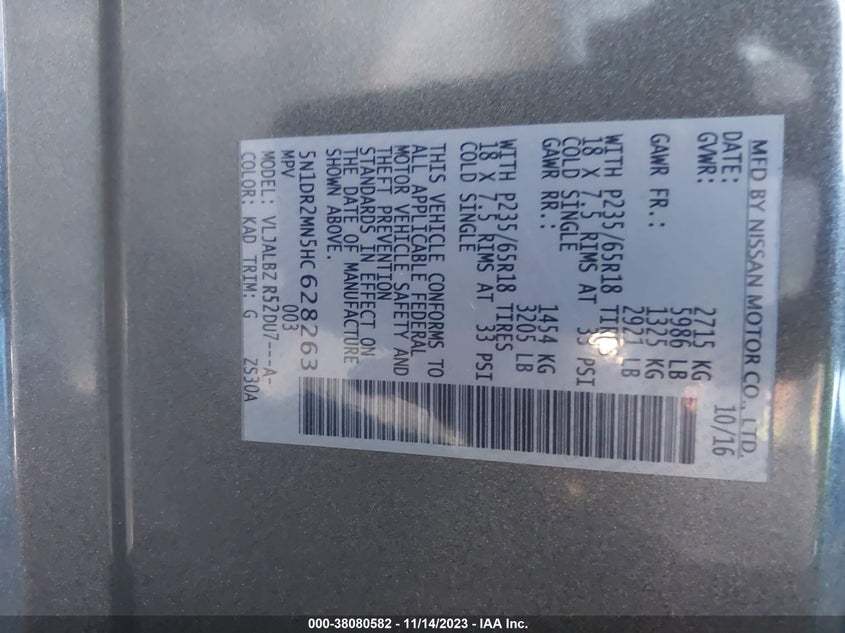 MFD BY NISSAN MOTOR CO., LTD.
DATE: 10/16
GVWR: 2715 KG
5986 LB
GAWR FR.: 1325 KG
2921 LB
WITH P235/65R18 TIRES
18 X 7.5 RIMS AT 33 PSI
COLD SINGLE
GAWR RR.: 1454 KG
3205 LB
WITH P235/65R18 TIRES
18 X 7.5 RIMS AT 33 PSI
COLD SINGLE
THIS VEHICLE CONFORMS TO
ALL APPLICABLE FEDERAL
MOTOR VEHICLE SAFETY AND
THEFT PREVENTION
STANDARDS IN EFFECT ON
THE DATE OF MANUFACTURE
SHOWN ABOVE.
5N1DR2MN5HC628263
MPV 003
MODEL: VLJALBZ R52DU7---A-
COLOR: KAD TRIM: G ZS30A
000-38080582 - 11/14/2023 - IAA Inc.